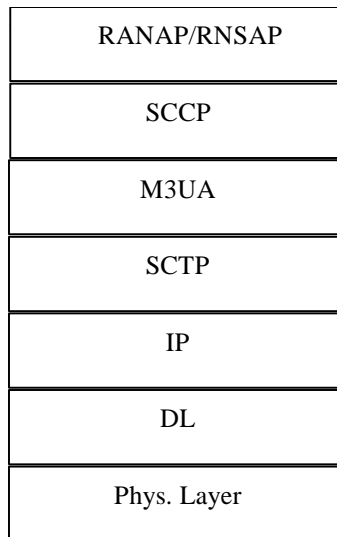 RANAP/RNSAP
SCCP
M3UA
SCTP
IP
DL
Phys. Layer